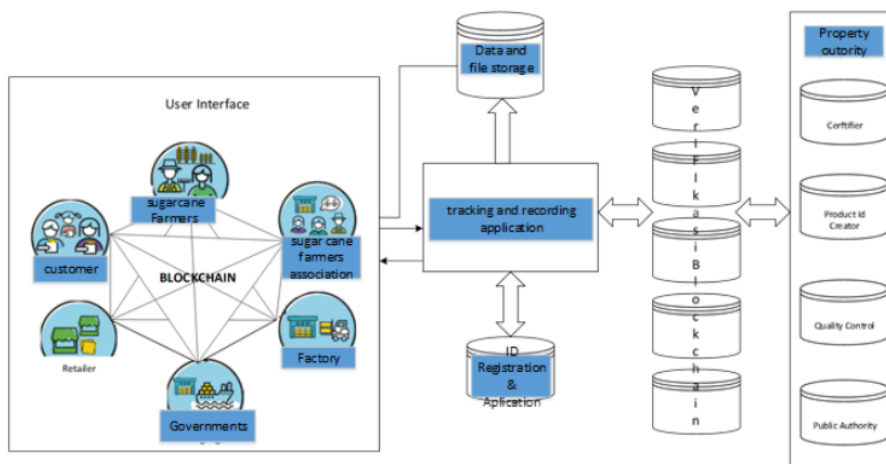 Data and
file storage
Property
outority
User Interface
sugarcane
Farmers
sugar cane
farmers
association
customer
BLOCKCHAIN
Retailer
Factory
Governments
tracking and recording
application
ID
Registration
&
Aplication
V
e
r
i
F
I
k
a
s
i
B
l
o
c
k
c
h
a
i
n
Cerftifier
Product Id
Creator
Quality Control
Public Authority